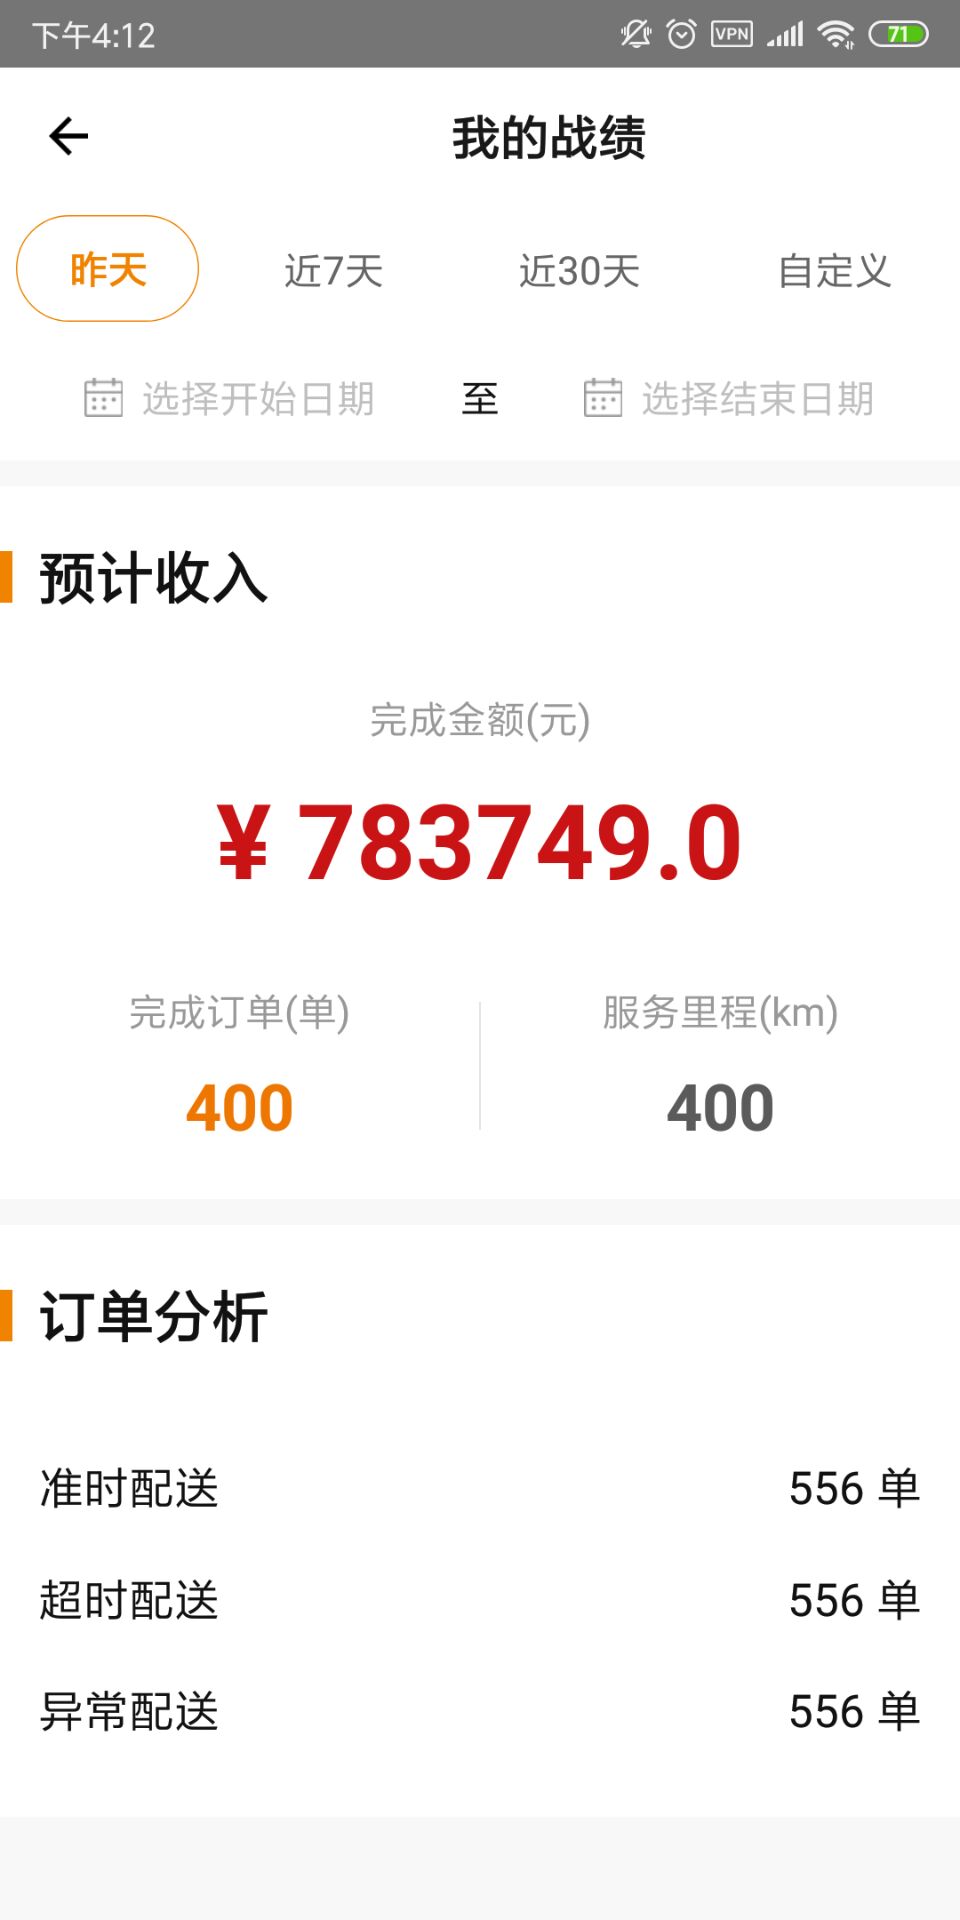 下午4:12
VPN
71
我的战绩
昨天 近7天 近30天 自定义
选择开始日期 至 选择结束日期
预计收入
完成金额(元)
¥ 783749.0
完成订单(单) 服务里程(km)
400 400
订单分析
准时配送 556 单
超时配送 556 单
异常配送 556 单